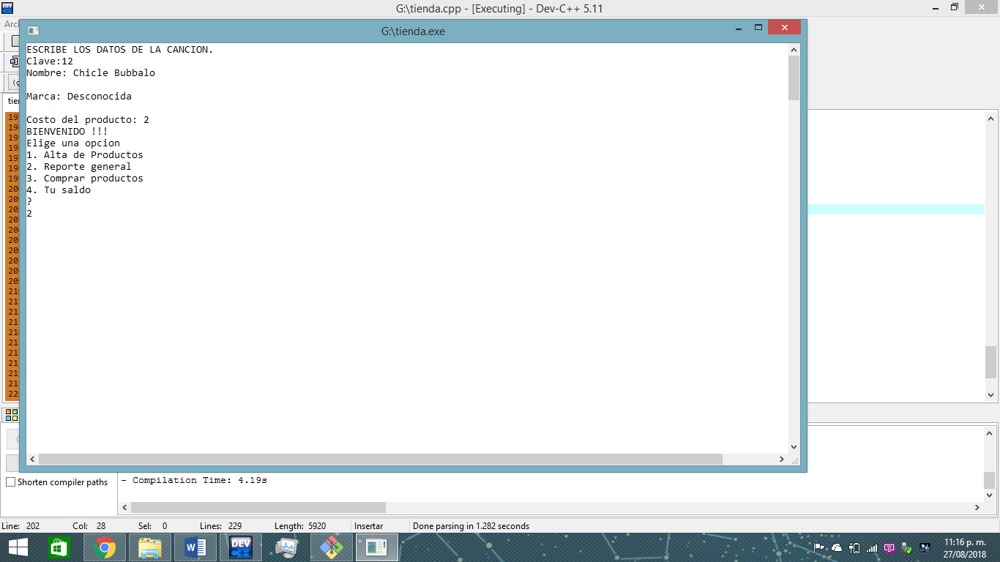 G:\tienda.cpp - [Executing] - Dev-C++ 5.11
G:\tienda.exe
ESCRIBE LOS DATOS DE LA CANCION.
Clave:12
Nombre: Chicle Bubbalo
Marca: Desconocida
Costo del producto: 2
BIENVENIDO !!!
Elige una opcion
1. Alta de Productos
2. Reporte general
3. Comprar productos
4. Tu saldo
?
2
Shorten compiler paths
- Compilation Time: 4.19s
Line: 202 Col: 28 Sel: 0 Lines: 229 Length: 5920 Insertar Done parsing in 1.282 seconds
DEV C++
11:16 p. m.
27/08/2018